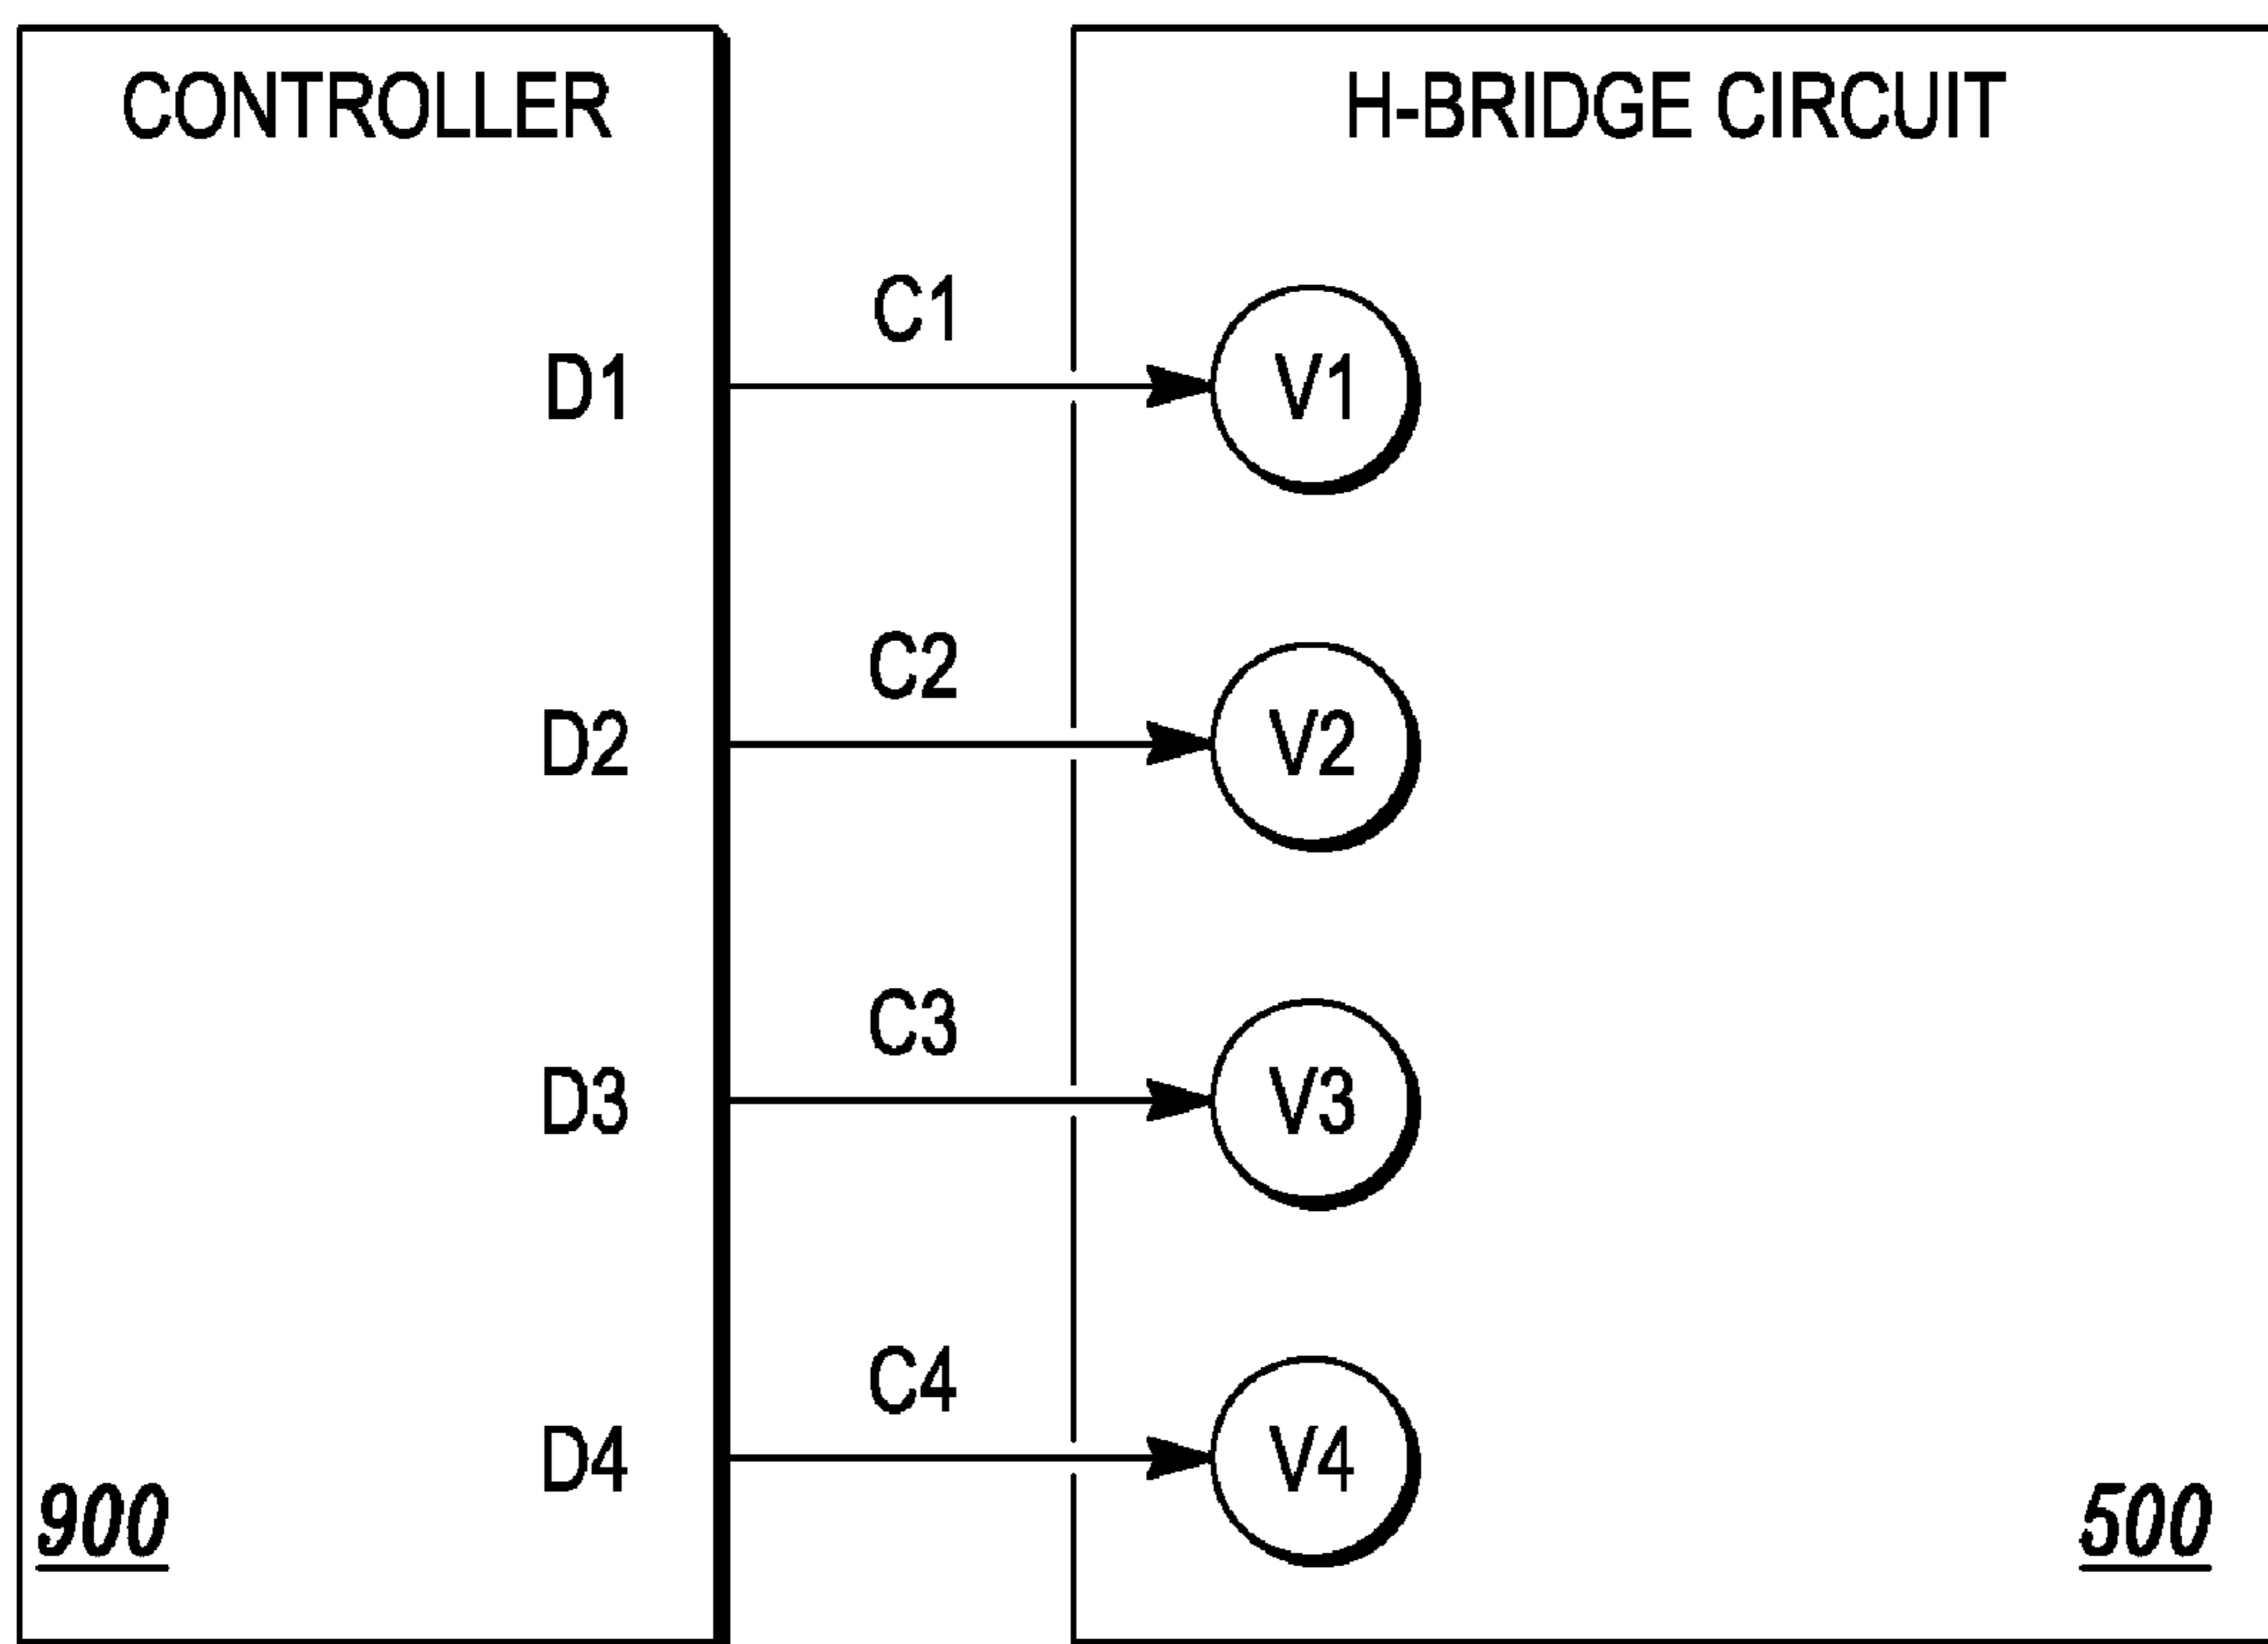 CONTROLLER
H-BRIDGE CIRCUIT
C1
D1
V1
C2
D2
V2
C3
D3
V3
C4
D4
V4
900
500